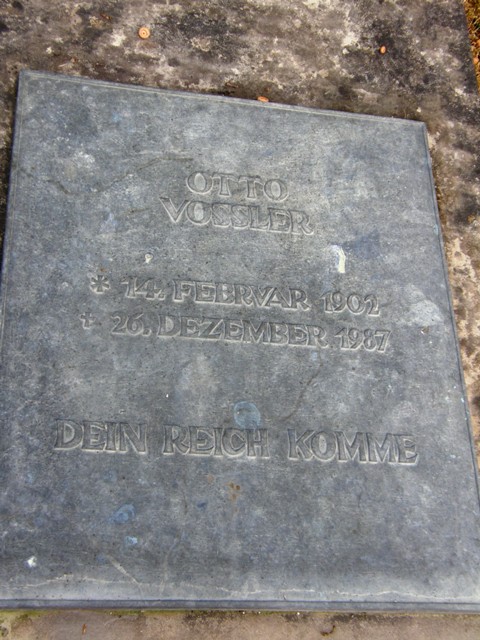 OTTO
VOSSLER
* 14. FEBRVAR 1902
+ 26. DEZEMBER 1987
DEIN REICH KOMME